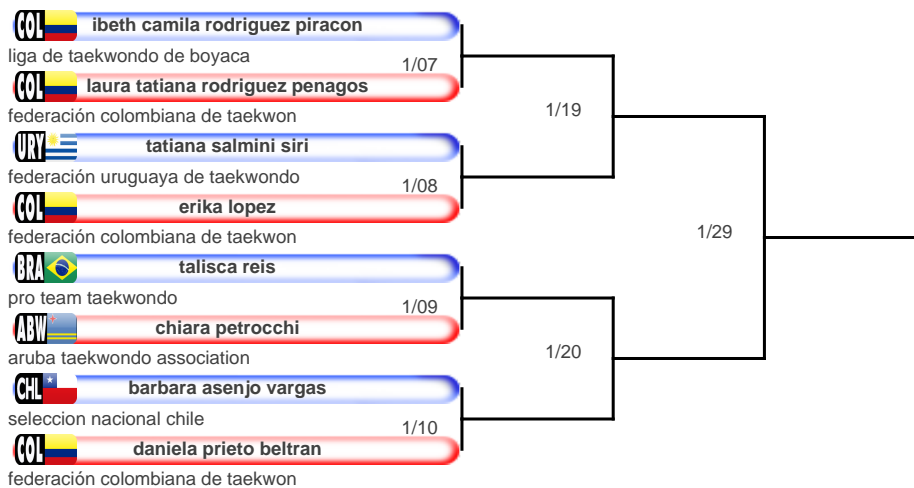 COL ibeth camila rodriguez piracon
liga de taekwondo de boyaca
1/07
COL laura tatiana rodriguez penagos
federación colombiana de taekwon
1/19
URY tatiana salmini siri
federación uruguaya de taekwondo
1/08
COL erika lopez
federación colombiana de taekwon
1/29
BRA talisca reis
pro team taekwondo
1/09
ABW chiara petrocchi
aruba taekwondo association
1/20
CHL barbara asenjo vargas
seleccion nacional chile
1/10
COL daniela prieto beltran
federación colombiana de taekwon